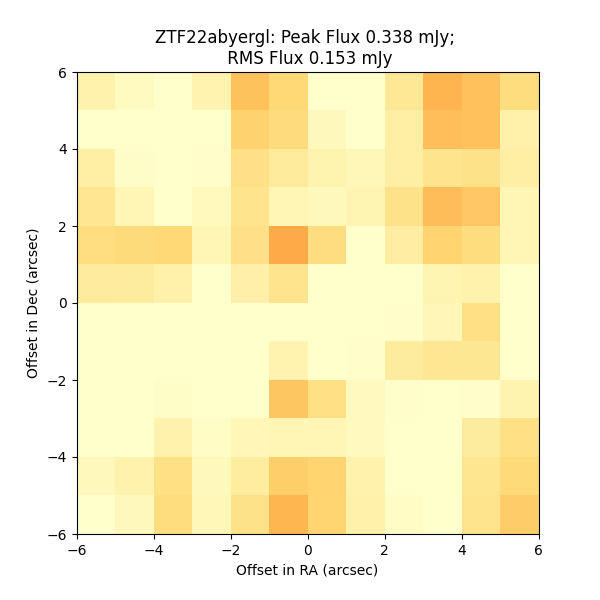 ZTF22abyergl: Peak Flux 0.338 mJy;
RMS Flux 0.153 mJy
6
4
2
0
−2
−4
−6
Offset in Dec (arcsec)
−6 −4 −2 0 2 4 6
Offset in RA (arcsec)